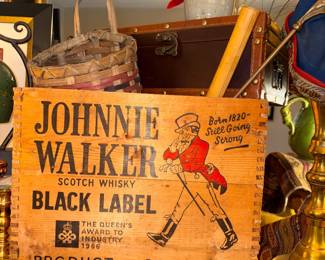 JOHNNIE
WALKER
SCOTCH WHISKY
BLACK LABEL
THE QUEEN'S
AWARD TO
INDUSTRY
1966
Born 1820-
Still Going
Strong